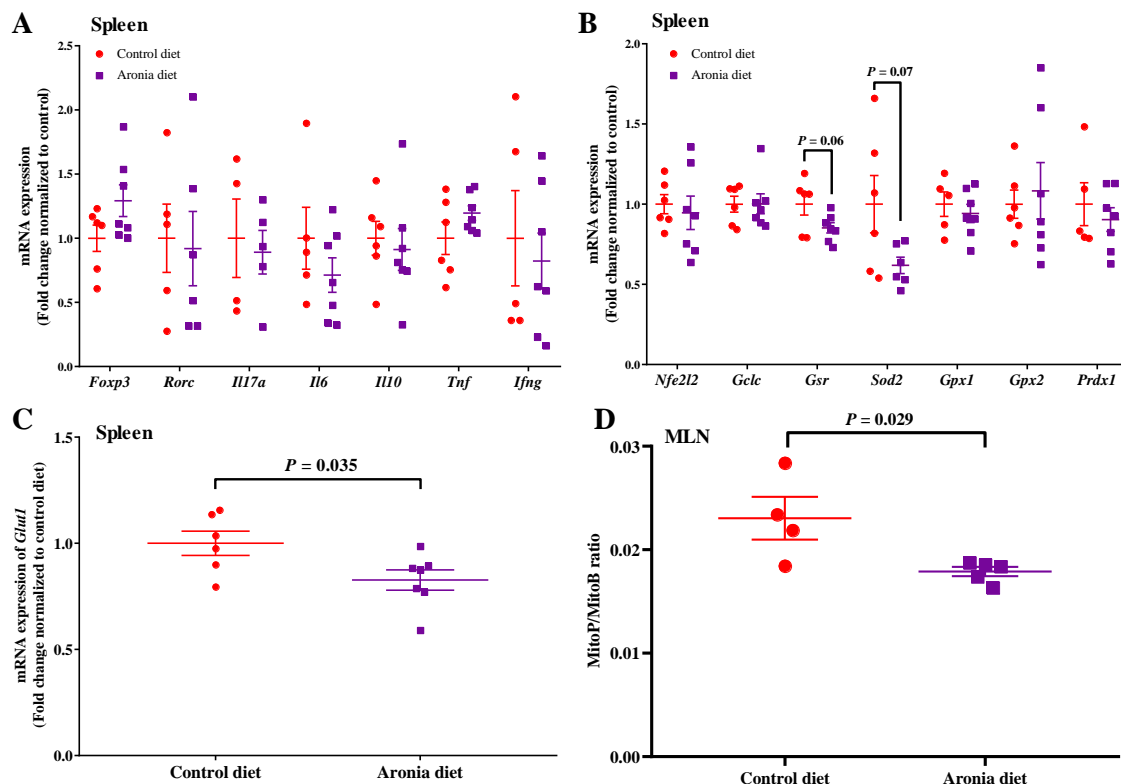 A
Spleen
Control diet
Aronia diet
mRNA expression
(Fold change normalized to control)
2.5
2.0
1.5
1.0
0.5
0.0
Foxp3 Rorc Il17a Il6 Il10 Tnf Ifng
B
Spleen
Control diet
Aronia diet
P = 0.07
P = 0.06
mRNA expression
(Fold change normalized to control)
2.0
1.5
1.0
0.5
0.0
Nfe2l2 Gclc Gsr Sod2 Gpx1 Gpx2 Prdx1
C
Spleen
P = 0.035
mRNA expression of Glut1
(Fold change normalized to control diet)
1.5
1.0
0.5
0.0
Control diet Aronia diet
D
MLN
P = 0.029
MitoP/MitoB ratio
0.03
0.02
0.01
0.00
Control diet Aronia diet